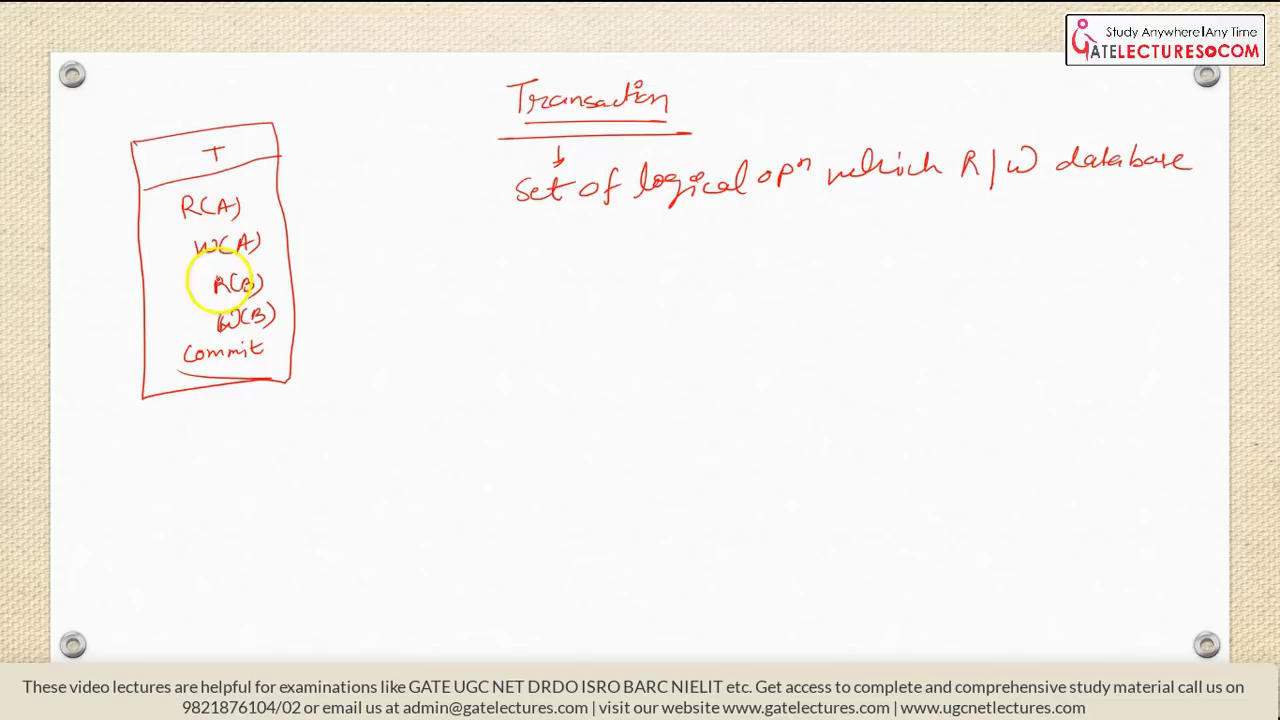 Study Anywhere|Any Time
GATELECTURES.COM
Transaction
set of logical opn which R/W database
T
R(A)
W(A)
R(B)
W(B)
Commit
These video lectures are helpful for examinations like GATE UGC NET DRDO ISRO BARC NIELIT etc. Get access to complete and comprehensive study material call us on
9821876104/02 or email us at admin@gatelectures.com | visit our website www.gatelectures.com | www.ugcnetlectures.com